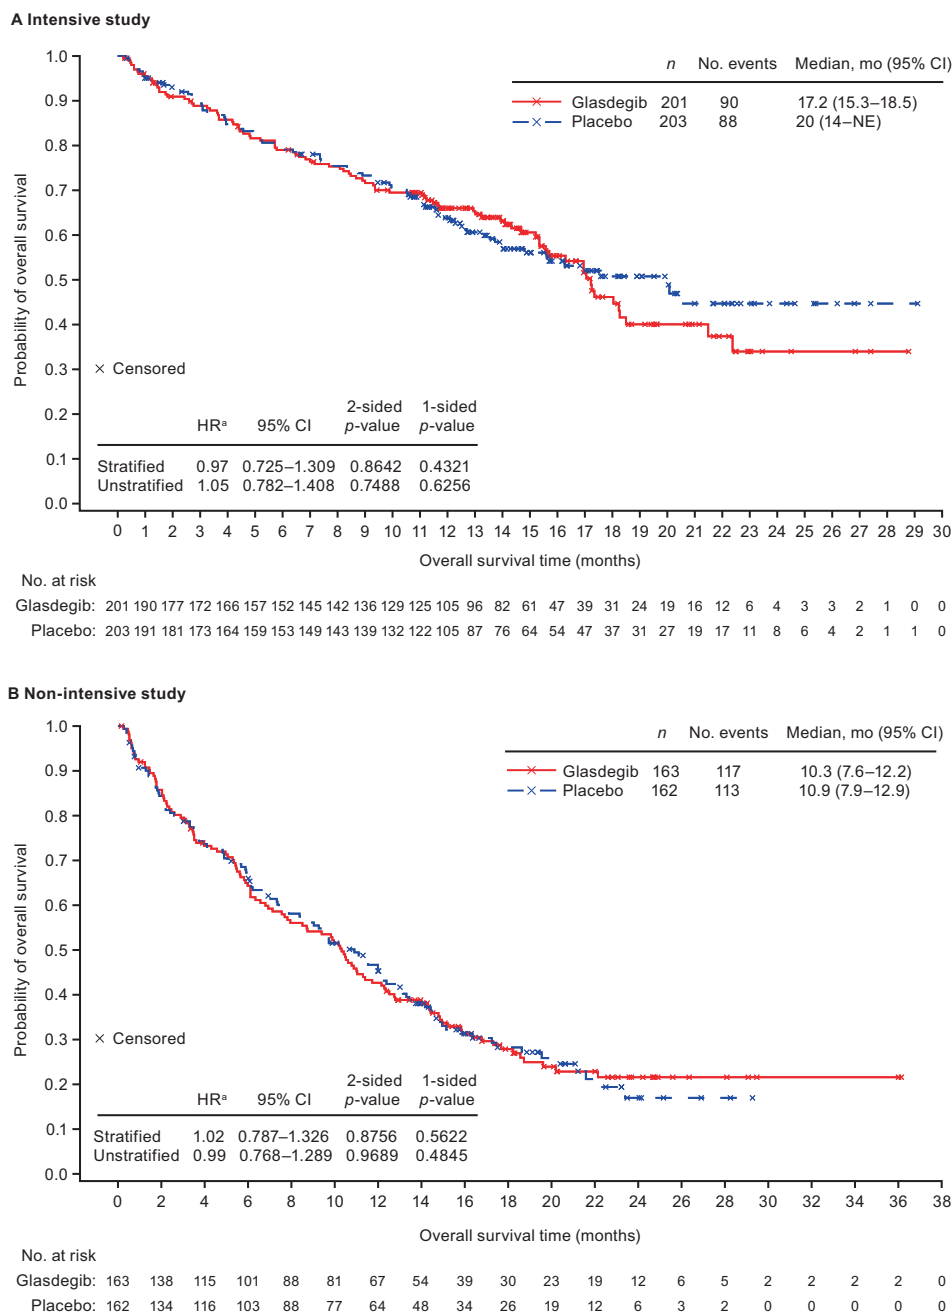 A Intensive study
n No. events Median, mo (95% CI)
Glasdegib 201 90 17.2 (15.3–18.5)
Placebo 203 88 20 (14–NE)
Probability of overall survival
1.0
0.9
0.8
0.7
0.6
0.5
0.4
0.3
0.2
0.1
0.0
× Censored
2-sided 1-sided
HRᵃ 95% CI p-value p-value
Stratified 0.97 0.725–1.309 0.8642 0.4321
Unstratified 1.05 0.782–1.408 0.7488 0.6256
0 1 2 3 4 5 6 7 8 9 10 11 12 13 14 15 16 17 18 19 20 21 22 23 24 25 26 27 28 29 30
Overall survival time (months)
No. at risk
Glasdegib: 201 190 177 172 166 157 152 145 142 136 129 125 105 96 82 61 47 39 31 24 19 16 12 6 4 3 3 2 1 0 0
Placebo: 203 191 181 173 164 159 153 149 143 139 132 122 105 87 76 64 54 47 37 31 27 19 17 11 8 6 4 2 1 1 0
B Non-intensive study
n No. events Median, mo (95% CI)
Glasdegib 163 117 10.3 (7.6–12.2)
Placebo 162 113 10.9 (7.9–12.9)
Probability of overall survival
1.0
0.9
0.8
0.7
0.6
0.5
0.4
0.3
0.2
0.1
0.0
× Censored
2-sided 1-sided
HRᵃ 95% CI p-value p-value
Stratified 1.02 0.787–1.326 0.8756 0.5622
Unstratified 0.99 0.768–1.289 0.9689 0.4845
0 2 4 6 8 10 12 14 16 18 20 22 24 26 28 30 32 34 36 38
Overall survival time (months)
No. at risk
Glasdegib: 163 138 115 101 88 81 67 54 39 30 23 19 12 6 5 2 2 2 2 0
Placebo: 162 134 116 103 88 77 64 48 34 26 19 12 6 3 2 0 0 0 0 0